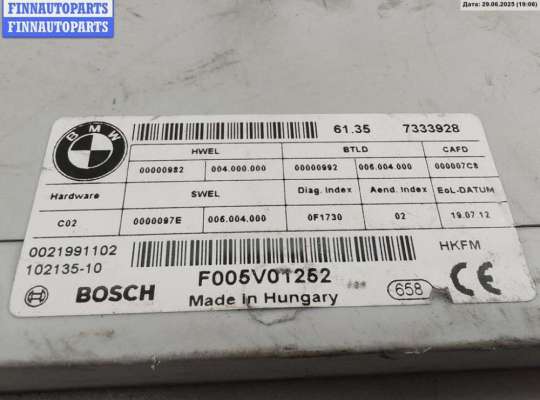 FINNAUTOPARTS
FINNAUTOPARTS
Дата: 29.06.2025 (19:06)
BMW
61.35 7333928
HWEL BTLD CAFD
00000982 004.000.000 00000992 006.004.000 000007C8
Hardware SWEL Diag. Index Aend. Index EoL-DATUM
C02 0000097E 006.004.000 0F1730 02 19.07.12
0021991102 HKFM
102135-10
BOSCH F005V01252 658 CE
Made in Hungary